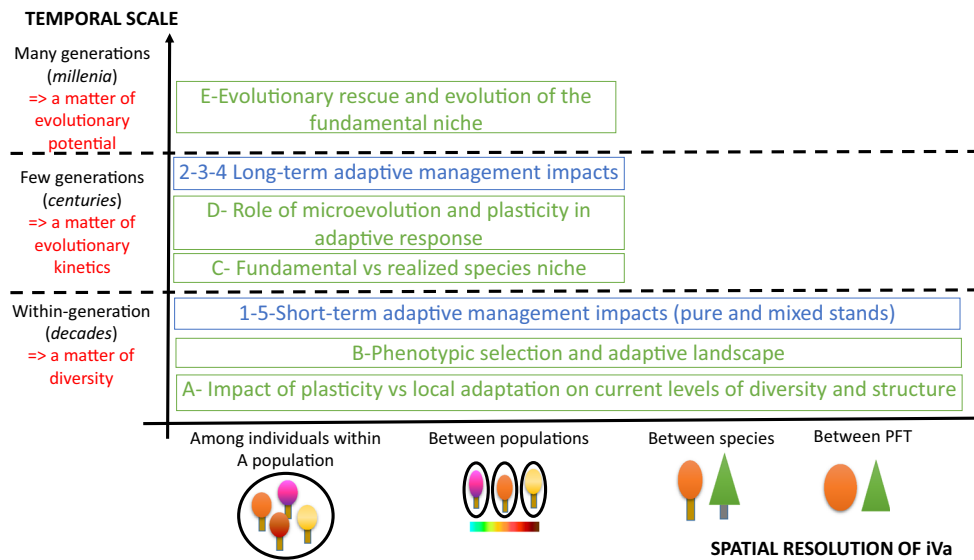 TEMPORAL SCALE
Many generations
(millenia)
=> a matter of
evolutionary
potential
E-Evolutionary rescue and evolution of the
fundamental niche
Few generations
(centuries)
=> a matter of
evolutionary
kinetics
2-3-4 Long-term adaptive management impacts
D- Role of microevolution and plasticity in
adaptive response
C- Fundamental vs realized species niche
Within-generation
(decades)
=> a matter of
diversity
1-5-Short-term adaptive management impacts (pure and mixed stands)
B-Phenotypic selection and adaptive landscape
A- Impact of plasticity vs local adaptation on current levels of diversity and structure
Among individuals within
A population
Between populations
Between species
Between PFT
SPATIAL RESOLUTION OF iVa